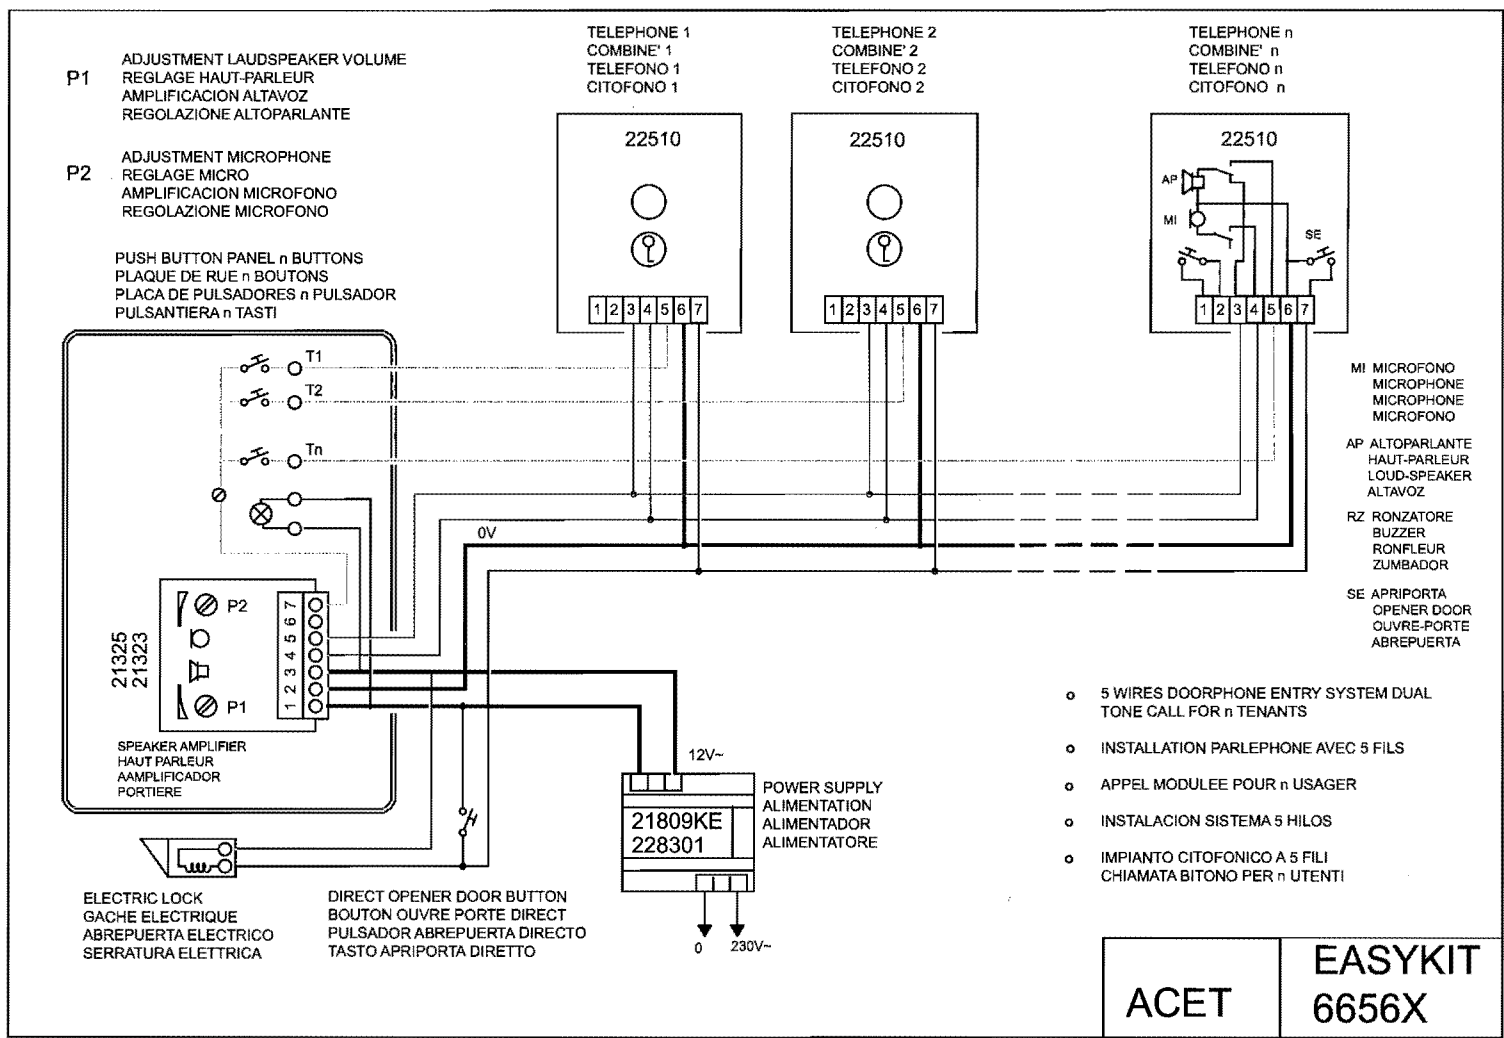 P1
ADJUSTMENT LAUDSPEAKER VOLUME
REGLAGE HAUT-PARLEUR
AMPLIFICACION ALTAVOZ
REGOLAZIONE ALTOPARLANTE
P2
ADJUSTMENT MICROPHONE
REGLAGE MICRO
AMPLIFICACION MICROFONO
REGOLAZIONE MICROFONO
PUSH BUTTON PANEL n BUTTONS
PLAQUE DE RUE n BOUTONS
PLACA DE PULSADORES n PULSADOR
PULSANTIERA n TASTI
TELEPHONE 1
COMBINE' 1
TELEFONO 1
CITOFONO 1
22510
1 2 3 4 5 6 7
TELEPHONE 2
COMBINE' 2
TELEFONO 2
CITOFONO 2
22510
1 2 3 4 5 6 7
TELEPHONE n
COMBINE' n
TELEFONO n
CITOFONO n
22510
AP
MI
SE
1 2 3 4 5 6 7
T1
T2
Tn
0V
P2
P1
21325
21323
7 6 5 4 3 2 1
SPEAKER AMPLIFIER
HAUT PARLEUR
AAMPLIFICADOR
PORTIERE
MI MICROFONO
MICROPHONE
MICROPHONE
MICROFONO
AP ALTOPARLANTE
HAUT-PARLEUR
LOUD-SPEAKER
ALTAVOZ
RZ RONZATORE
BUZZER
RONFLEUR
ZUMBADOR
SE APRIPORTA
OPENER DOOR
OUVRE-PORTE
ABREPUERTA
12V~
21809KE
228301
POWER SUPPLY
ALIMENTATION
ALIMENTADOR
ALIMENTATORE
0
230V~
ELECTRIC LOCK
GACHE ELECTRIQUE
ABREPUERTA ELECTRICO
SERRATURA ELETTRICA
DIRECT OPENER DOOR BUTTON
BOUTON OUVRE PORTE DIRECT
PULSADOR ABREPUERTA DIRECTO
TASTO APRIPORTA DIRETTO
5 WIRES DOORPHONE ENTRY SYSTEM DUAL
TONE CALL FOR n TENANTS
INSTALLATION PARLEPHONE AVEC 5 FILS
APPEL MODULEE POUR n USAGER
INSTALACION SISTEMA 5 HILOS
IMPIANTO CITOFONICO A 5 FILI
CHIAMATA BITONO PER n UTENTI
ACET
EASYKIT
6656X